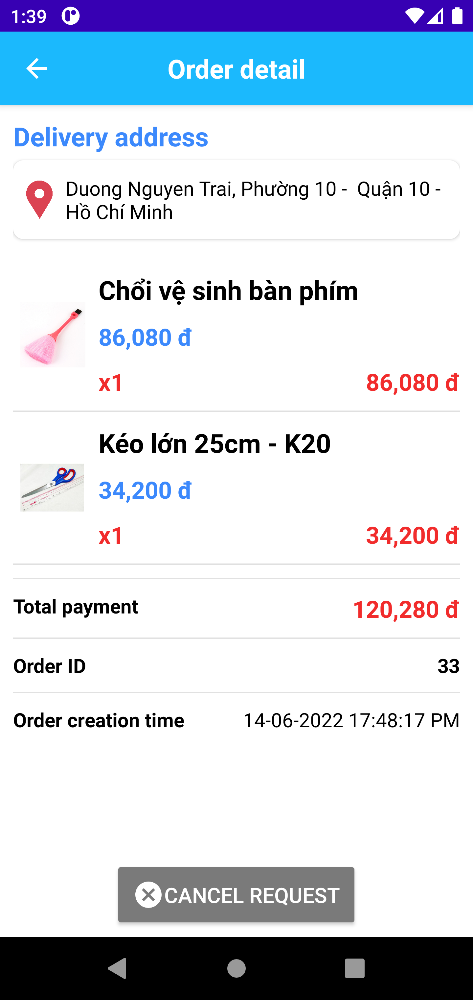 1:39
Order detail
Delivery address
Duong Nguyen Trai, Phường 10 -  Quận 10 -
Hồ Chí Minh
Chổi vệ sinh bàn phím
86,080 đ
x1 86,080 đ
Kéo lớn 25cm - K20
34,200 đ
x1 34,200 đ
Total payment 120,280 đ
Order ID 33
Order creation time 14-06-2022 17:48:17 PM
CANCEL REQUEST